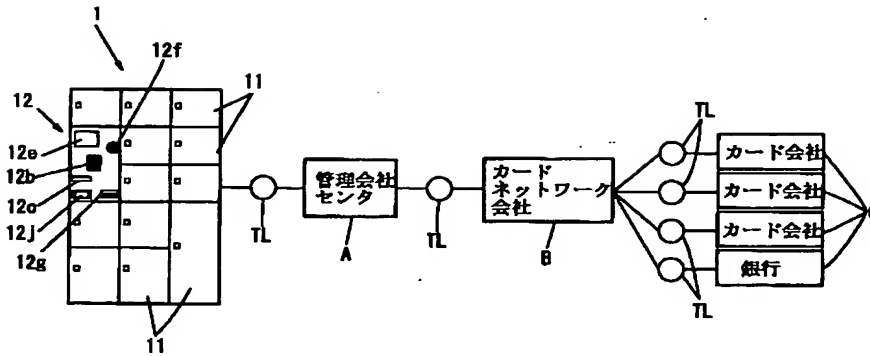 1
12f
11
12
12e
12b
12c
12j
12g
11
TL
管理会社
センタ
A
TL
カード
ネットワーク
会社
B
TL
カード会社
カード会社
カード会社
銀行
TL